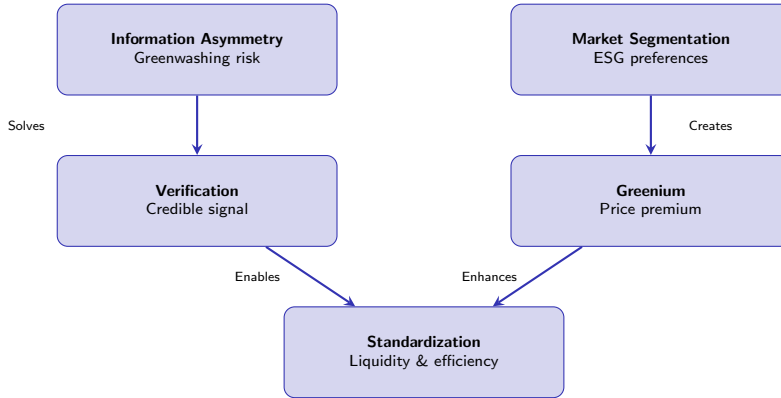 Information Asymmetry
Greenwashing risk
Market Segmentation
ESG preferences
Solves
Creates
Verification
Credible signal
Greenium
Price premium
Enables
Enhances
Standardization
Liquidity & efficiency